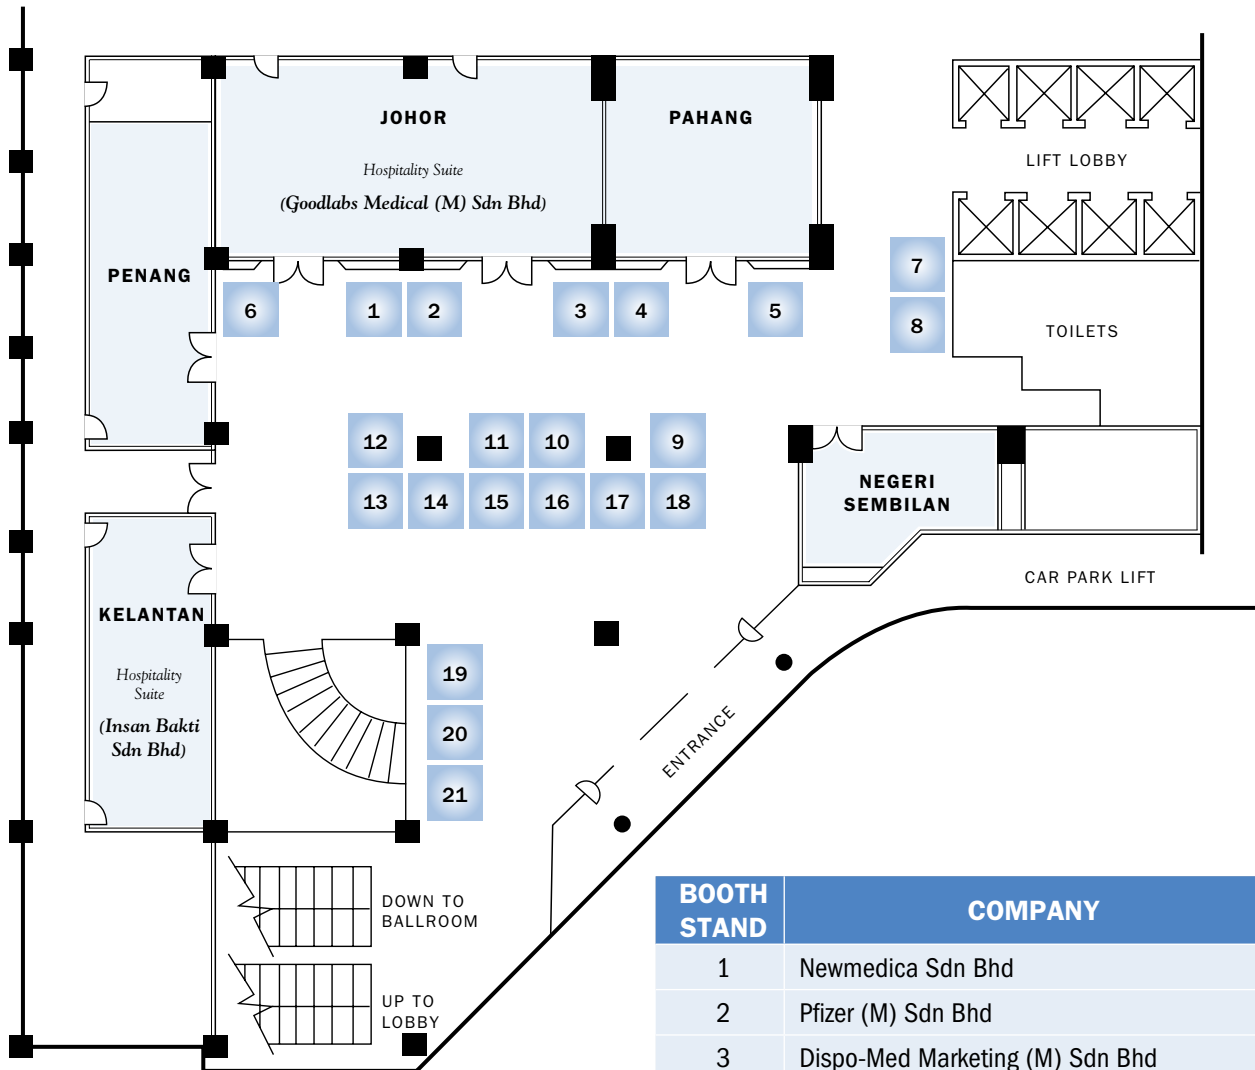 JOHOR
PAHANG
Hospitality Suite
(Goodlabs Medical (M) Sdn Bhd)
LIFT LOBBY
PENANG
7
8
TOILETS
6
1
2
3
4
5
12
11
10
9
13
14
15
16
17
18
NEGERI
SEMBILAN
CAR PARK LIFT
KELANTAN
Hospitality
Suite
(Insan Bakti
Sdn Bhd)
19
20
21
ENTRANCE
DOWN TO
BALLROOM
UP TO
LOBBY
BOOTH STAND COMPANY
1 Newmedica Sdn Bhd
2 Pfizer (M) Sdn Bhd
3 Dispo-Med Marketing (M) Sdn Bhd